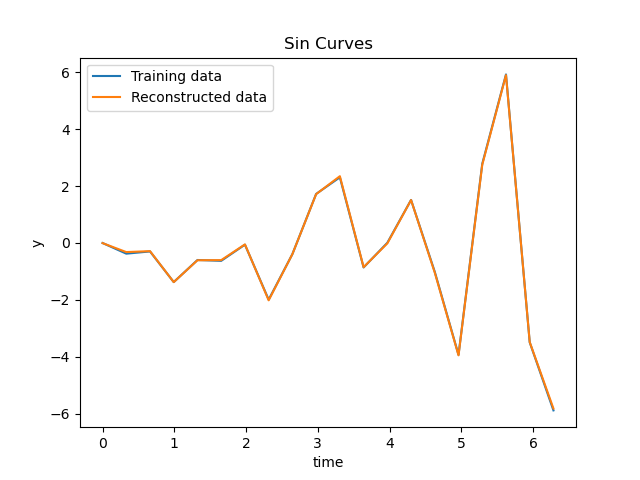 Sin Curves
Training data
Reconstructed data
6
4
2
0
−2
−4
−6
y
0 1 2 3 4 5 6
time